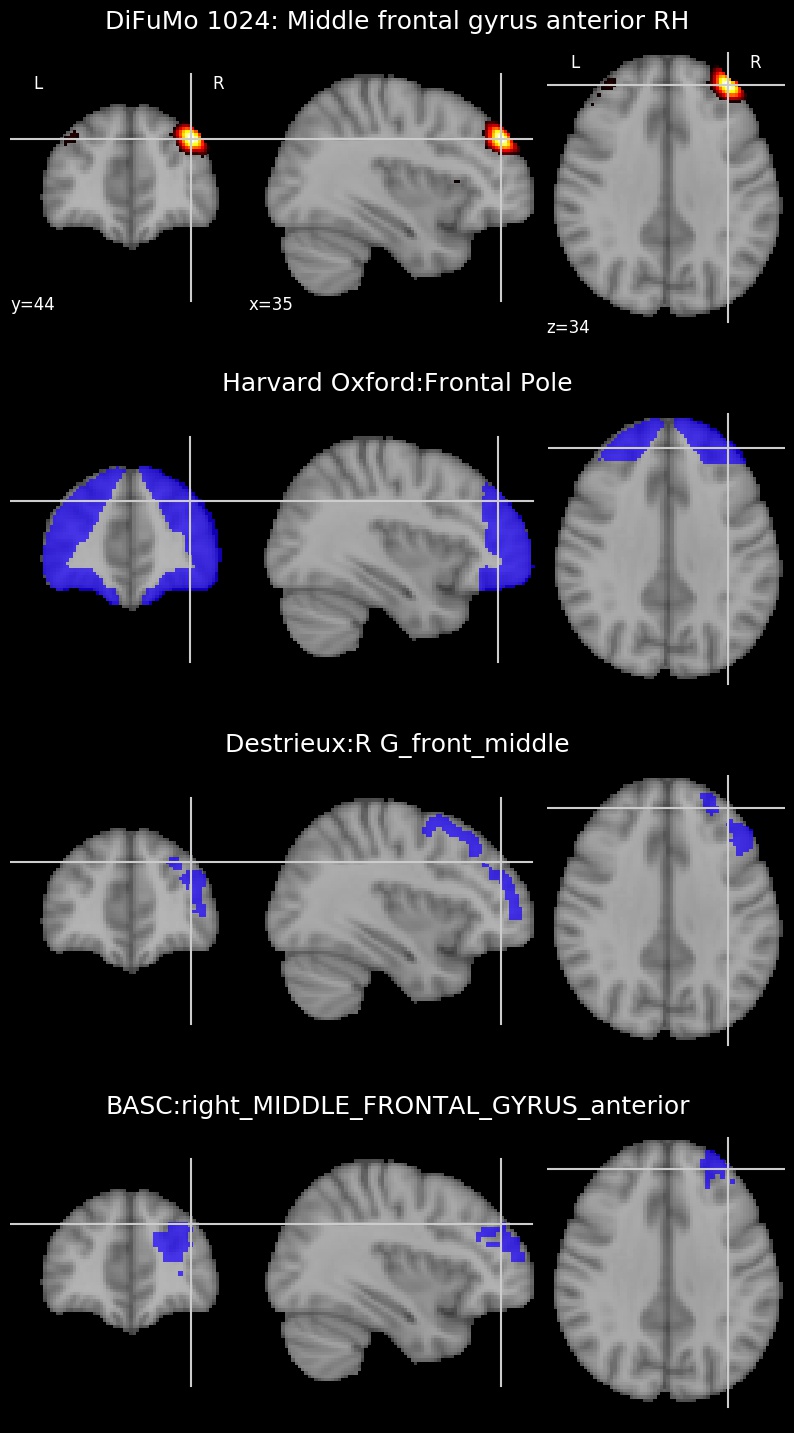 DiFuMo 1024: Middle frontal gyrus anterior RH
L R
L R
y=44
x=35
z=34
Harvard Oxford:Frontal Pole
Destrieux:R G_front_middle
BASC:right_MIDDLE_FRONTAL_GYRUS_anterior